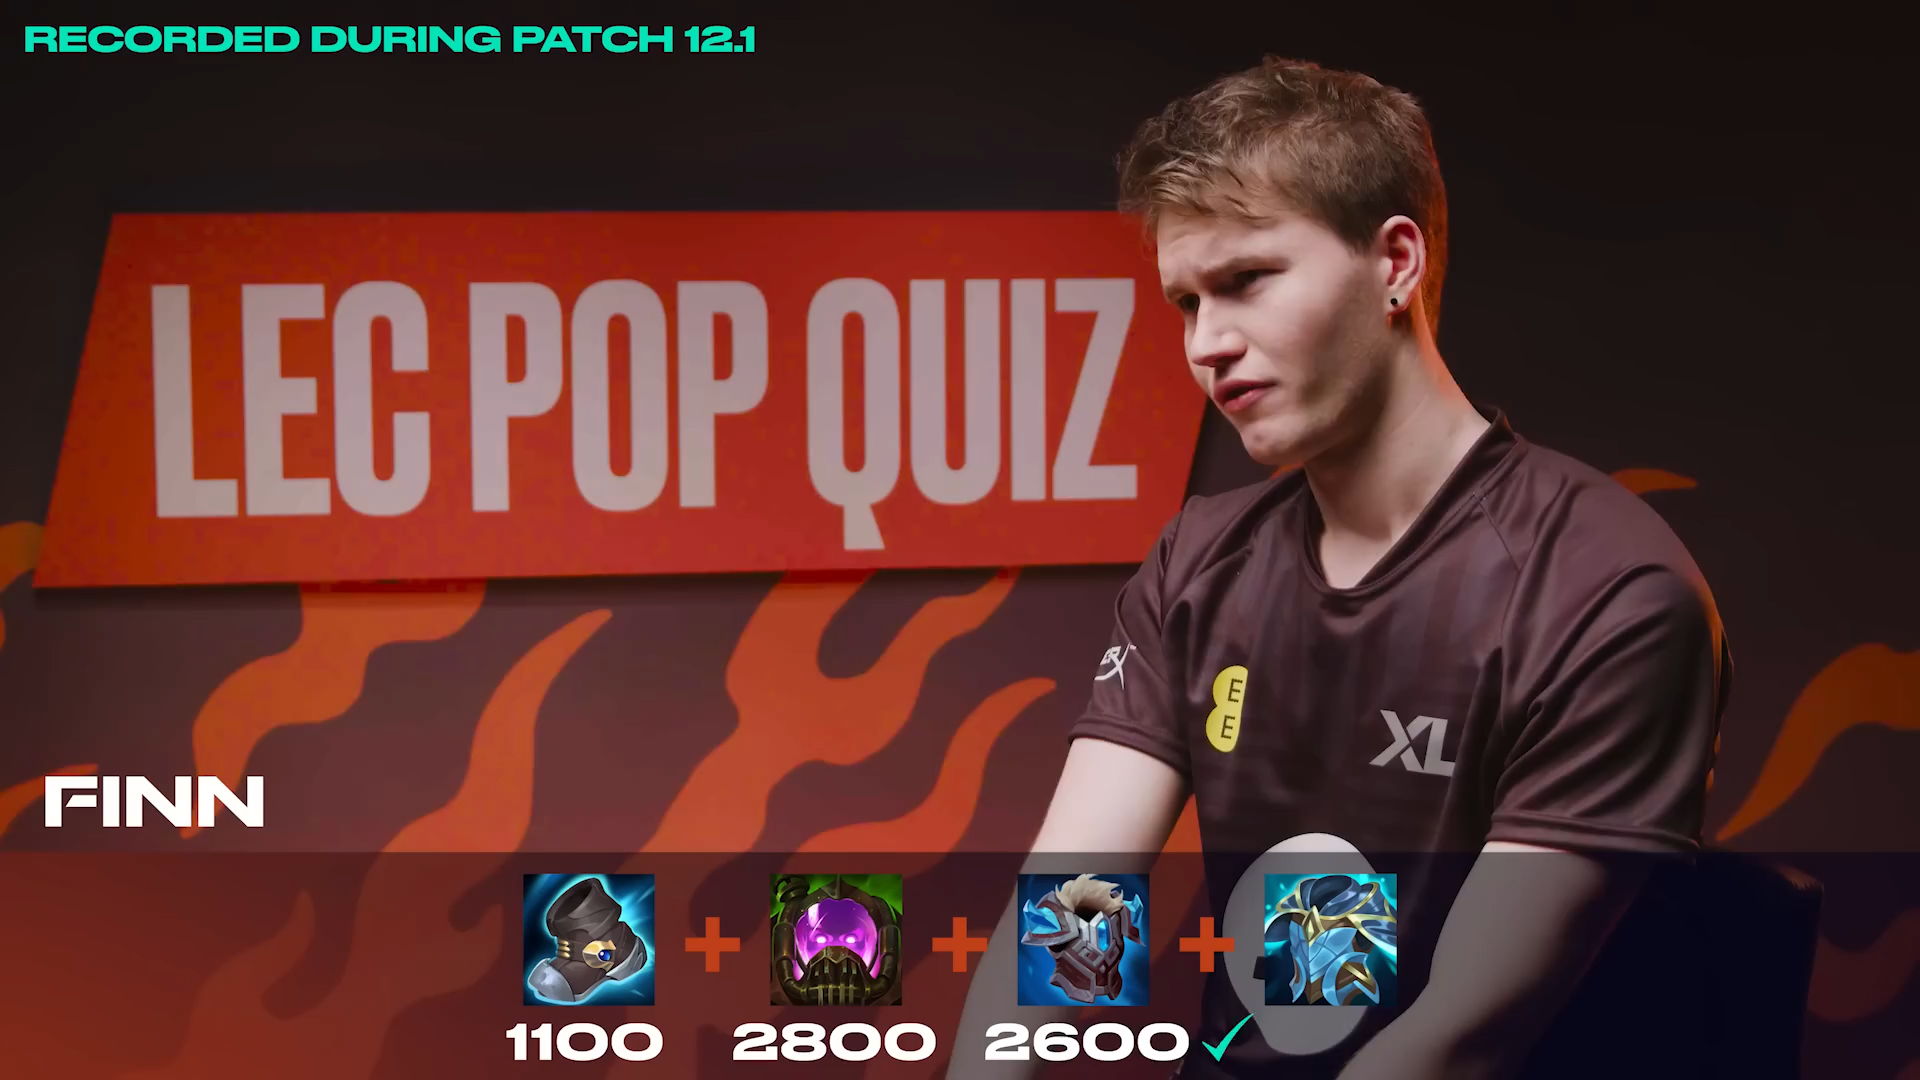 RECORDED DURING PATCH 12.1
LEC POP QUIZ
EE
XL
FINN
1100 2800 2600